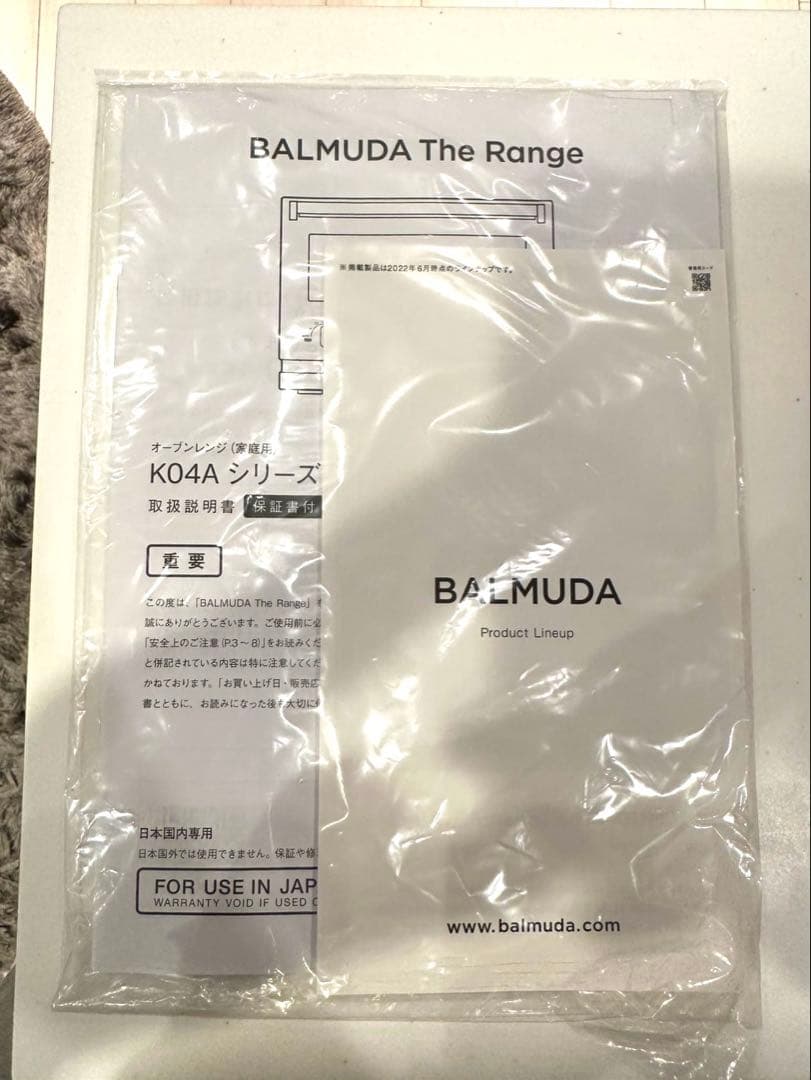 BALMUDA The Range
※掲載製品は2022年6月時点のラインナップです。
オーブンレンジ(家庭用
K04A シリーズ
取扱説明書 保証書付
重要
この度は、「BALMUDA The Range」
誠にありがとうございます。ご使用前に必
「安全上のご注意(P.3～8)」をお読みくだ
と併記されている内容は特に注意してくだ
かねております。「お買い上げ日・販売店
書とともに、お読みになった後も大切に
BALMUDA
Product Lineup
日本国内専用
日本国外では使用できません。保証や修
FOR USE IN JAP
WARRANTY VOID IF USED
www.balmuda.com